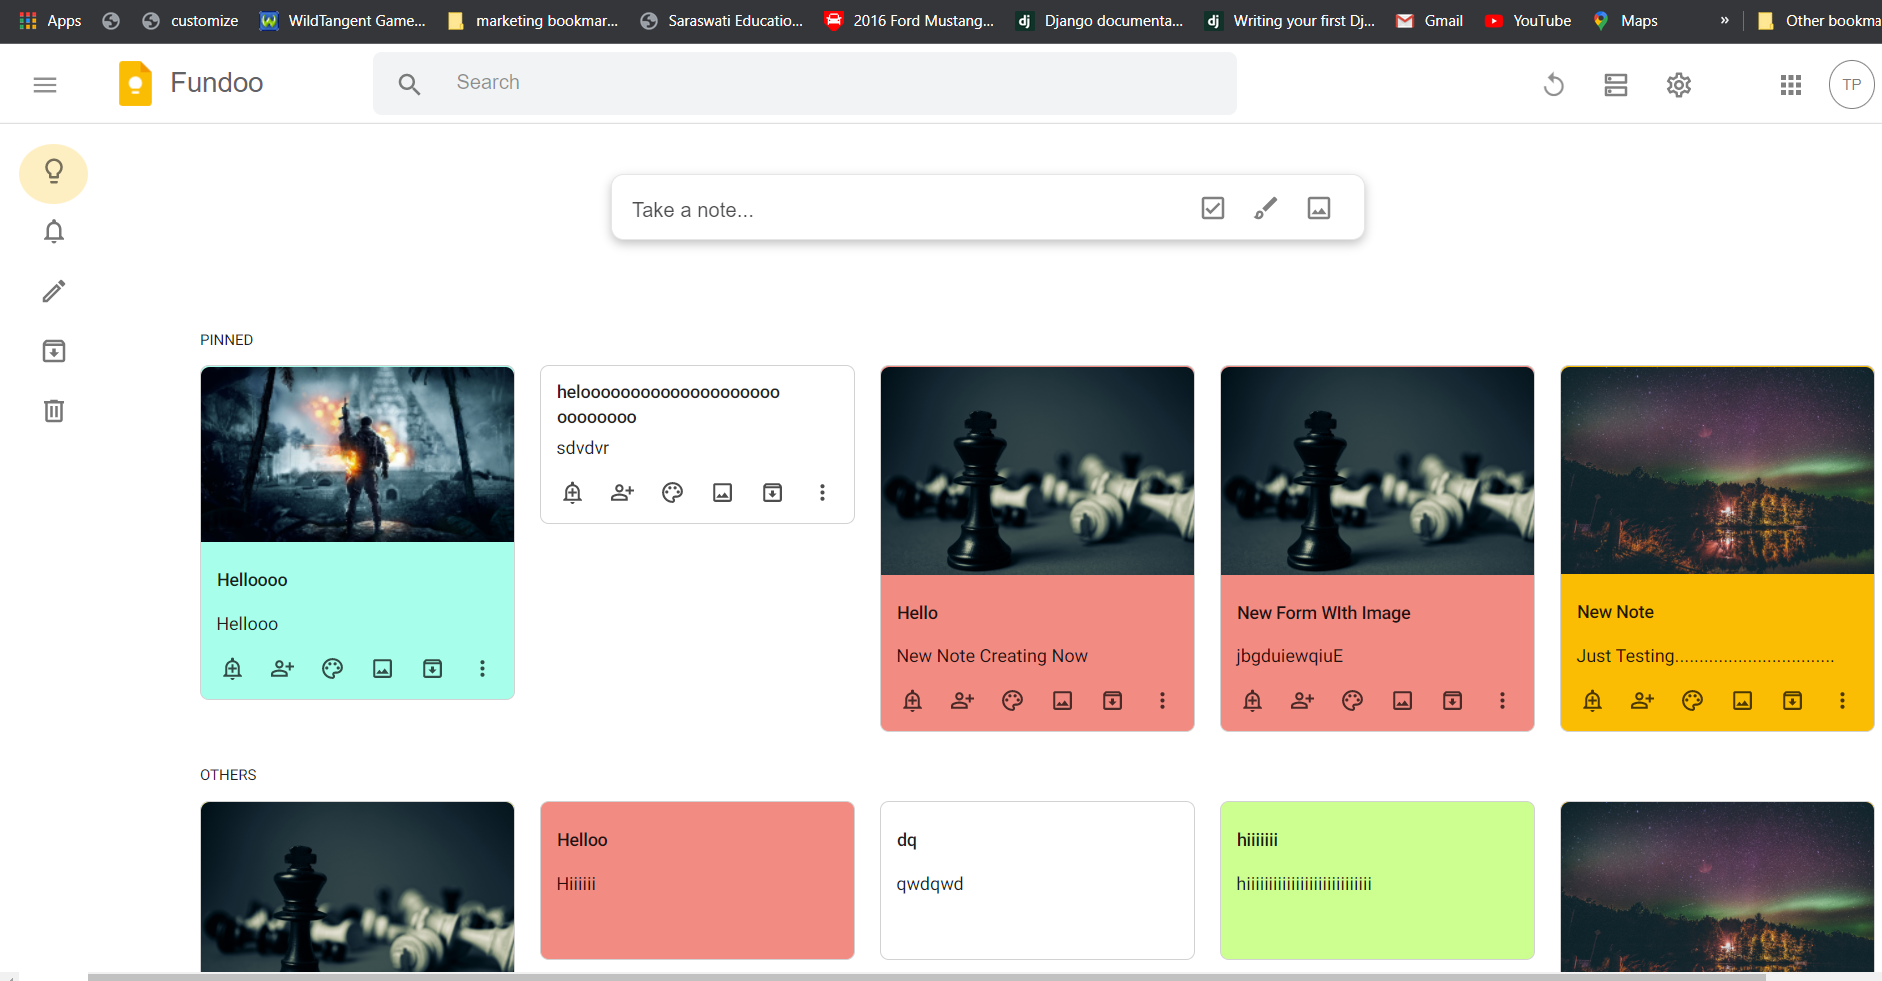 Apps customize WildTangent Game... marketing bookmar... Saraswati Educatio... 2016 Ford Mustang... Django documenta... Writing your first Dj... Gmail YouTube Maps » Other bookma
Fundoo Search TP
Take a note...
PINNED
Helloooo
Hellooo
heloooooooooooooooooooo
oooooooo
sdvdvr
Hello
New Note Creating Now
New Form WIth Image
jbgduiewqiuE
New Note
Just Testing.................................
OTHERS
Helloo
Hiiiiii
dq
qwdqwd
hiiiiiii
hiiiiiiiiiiiiiiiiiiiiiiiiiii